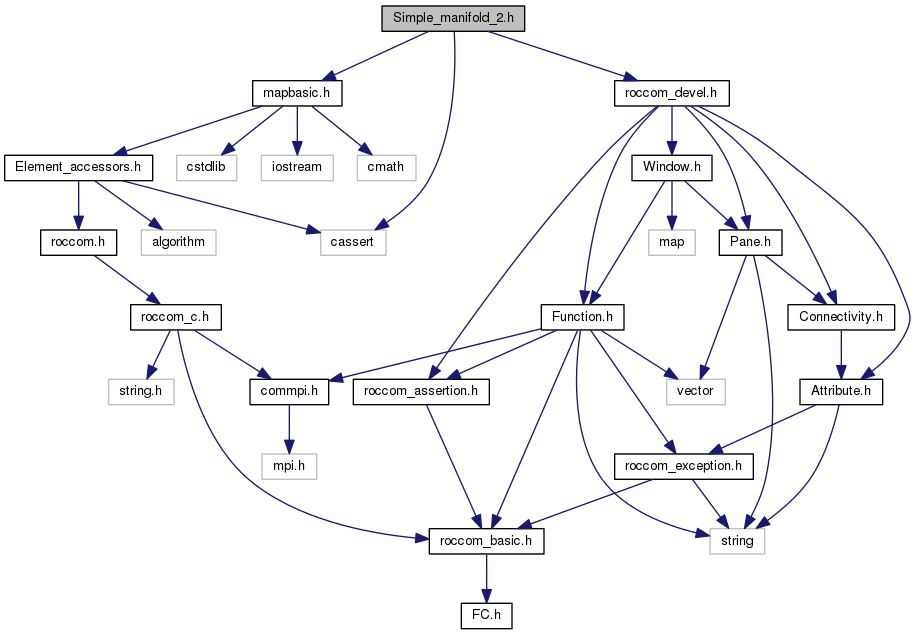 Simple_manifold_2.h
mapbasic.h
roccom_devel.h
Element_accessors.h
cstdlib
iostream
cmath
Window.h
roccom.h
algorithm
cassert
map
Pane.h
roccom_c.h
Function.h
Connectivity.h
string.h
commpi.h
roccom_assertion.h
vector
Attribute.h
mpi.h
roccom_exception.h
roccom_basic.h
string
FC.h